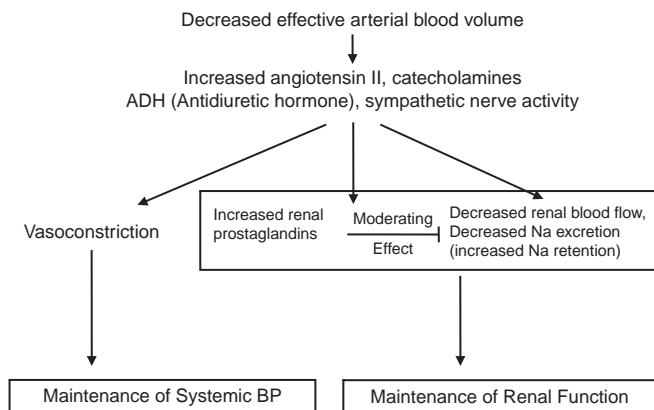 Decreased effective arterial blood volume
Increased angiotensin II, catecholamines
ADH (Antidiuretic hormone), sympathetic nerve activity
Vasoconstriction
Increased renal
prostaglandins
Moderating
Effect
Decreased renal blood flow,
Decreased Na excretion
(increased Na retention)
Maintenance of Systemic BP
Maintenance of Renal Function